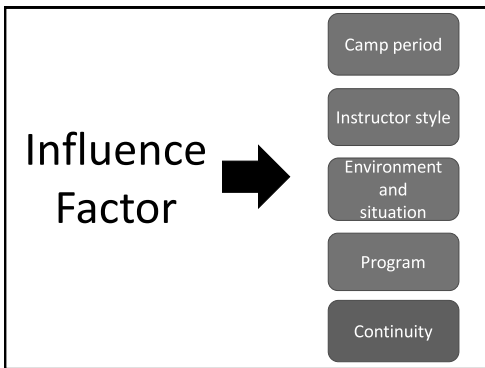 Influence
Factor
Camp period
Instructor style
Environment
and
situation
Program
Continuity